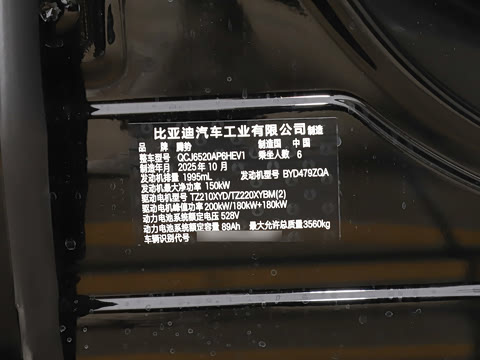 比亚迪汽车工业有限公司制造
品 牌 腾势 制造国 中国
整车型号 QCJ6520AP6HEV1 乘坐人数 6
制造年月 2025年10月
发动机排量 1995mL 发动机型号 BYD479ZQA
发动机最大净功率 150kW
驱动电机型号 TZ210XYD/TZ220XYBM(2)
驱动电机峰值功率 200kW/180kW+180kW
动力电池系统额定电压 528V
动力电池系统额定容量 89Ah 最大允许总质量3560kg
车辆识别代号